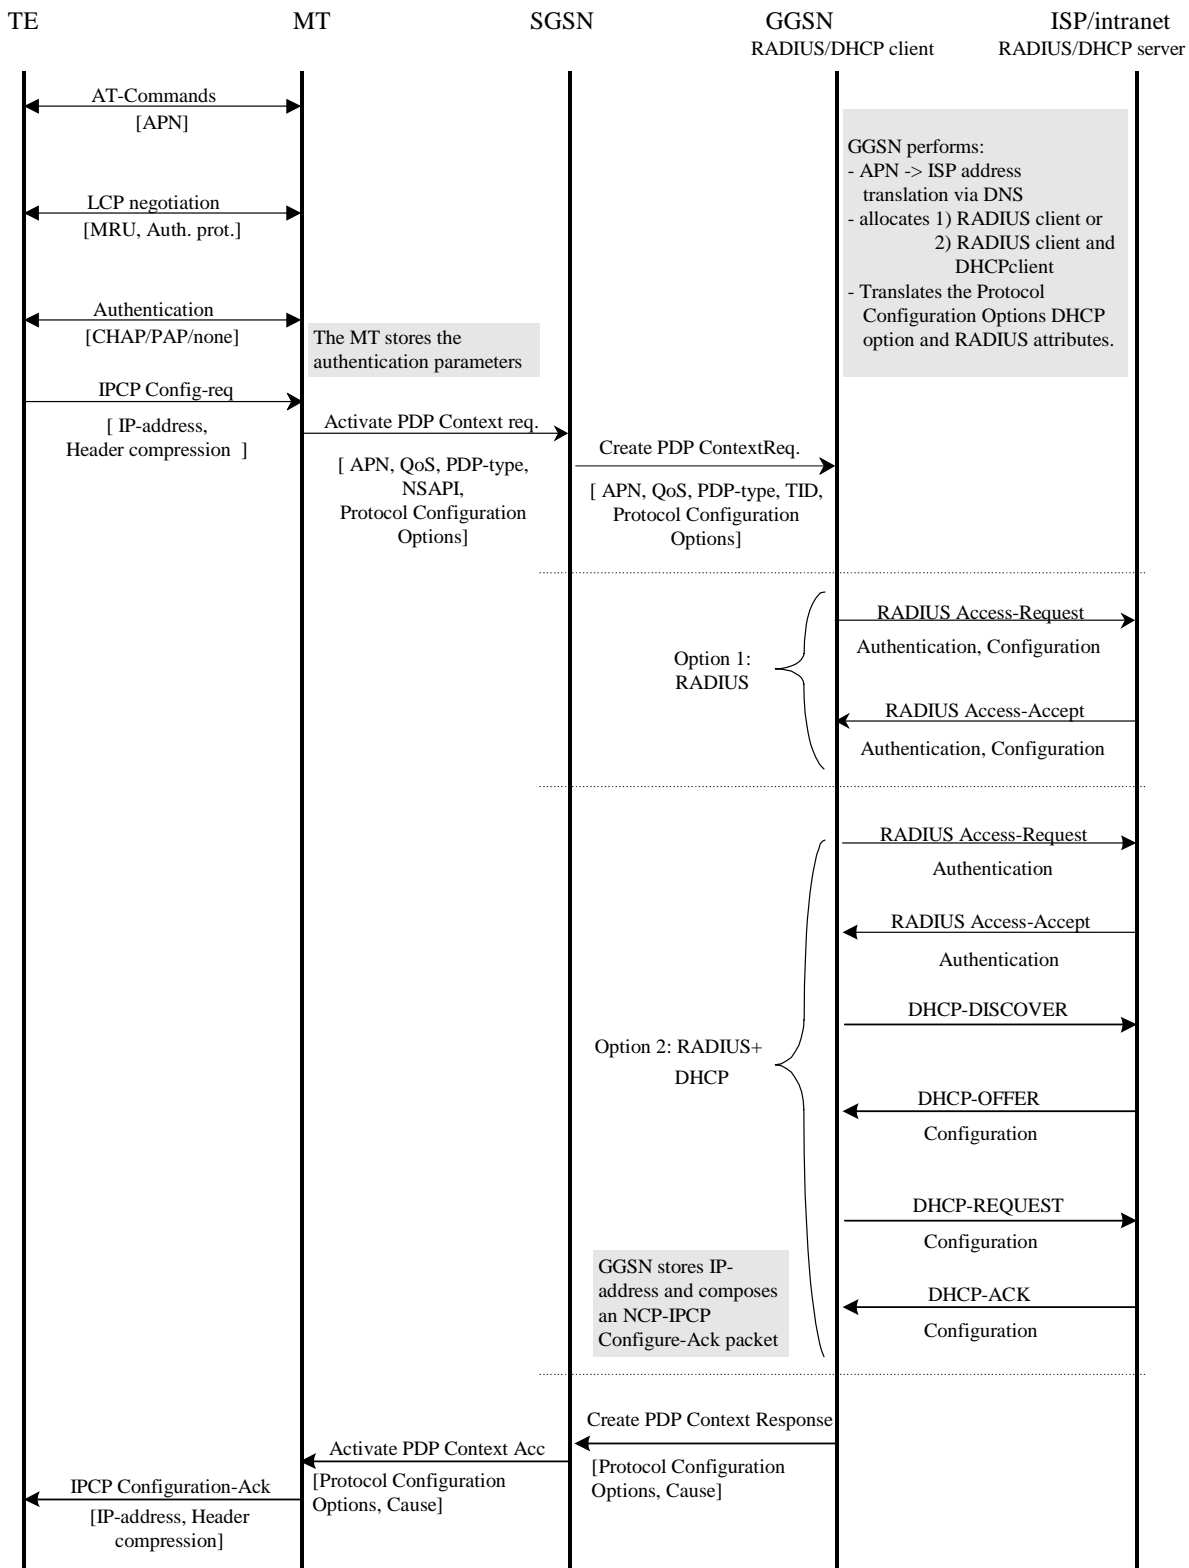 TE
MT
SGSN
GGSN
ISP/intranet
RADIUS/DHCP client
RADIUS/DHCP server
AT-Commands
[APN]
GGSN performs:
- APN -> ISP address
translation via DNS
- allocates 1) RADIUS client or
2) RADIUS client and
DHCPclient
- Translates the Protocol
Configuration Options DHCP
option and RADIUS attributes.
LCP negotiation
[MRU, Auth. prot.]
Authentication
[CHAP/PAP/none]
The MT stores the
authentication parameters
IPCP Config-req
[ IP-address,
Header compression ]
Activate PDP Context req.
[ APN, QoS, PDP-type,
NSAPI,
Protocol Configuration
Options]
Create PDP ContextReq.
[ APN, QoS, PDP-type, TID,
Protocol Configuration
Options]
Option 1:
RADIUS
RADIUS Access-Request
Authentication, Configuration
RADIUS Access-Accept
Authentication, Configuration
RADIUS Access-Request
Authentication
RADIUS Access-Accept
Authentication
DHCP-DISCOVER
Option 2: RADIUS+
DHCP
DHCP-OFFER
Configuration
DHCP-REQUEST
Configuration
GGSN stores IP-
address and composes
an NCP-IPCP
Configure-Ack packet
DHCP-ACK
Configuration
Create PDP Context Response
[Protocol Configuration
Options, Cause]
Activate PDP Context Acc
[Protocol Configuration
Options, Cause]
IPCP Configuration-Ack
[IP-address, Header
compression]